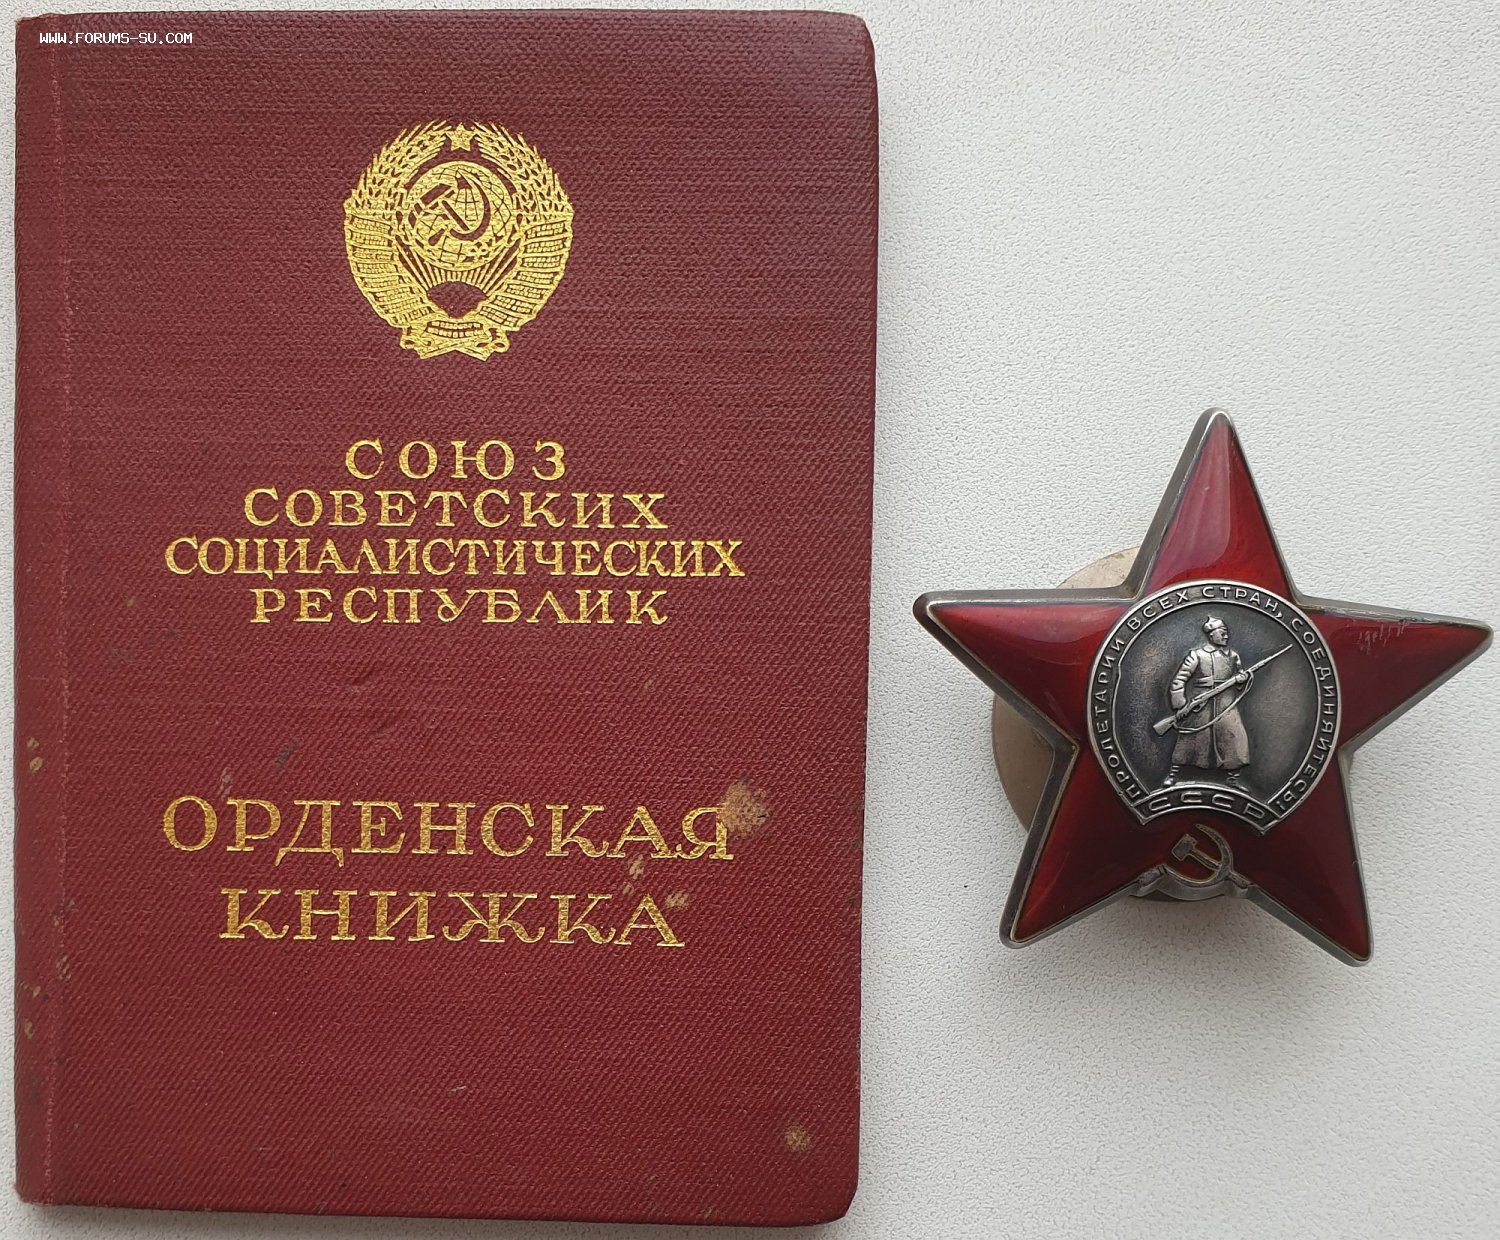 WWW.FORUMS-SU.COM
СОЮЗ
СОВЕТСКИХ
СОЦИАЛИСТИЧЕСКИХ
РЕСПУБЛИК
ОРДЕНСКАЯ
КНИЖКА
ПРОЛЕТАРИИ ВСЕХ СТРАН, СОЕДИНЯЙТЕСЬ!
СССР